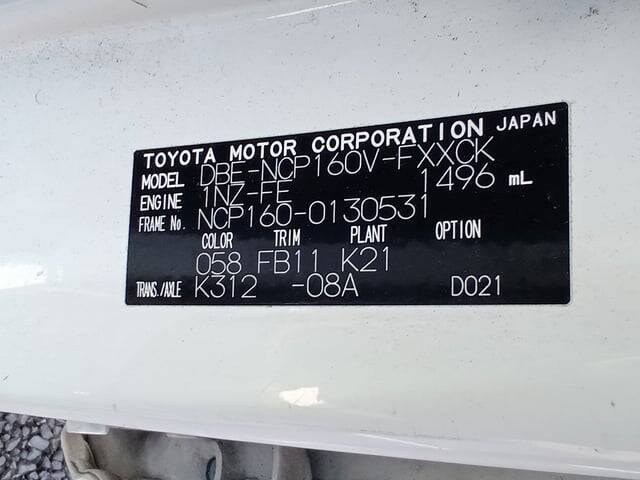 TOYOTA MOTOR CORPORATION JAPAN
MODEL DBE-NCP160V-FXXCK
ENGINE 1NZ-FE 1496 mL
FRAME No. NCP160-0130531
COLOR TRIM PLANT OPTION
058 FB11 K21
TRANS./AXLE K312 -08A D021